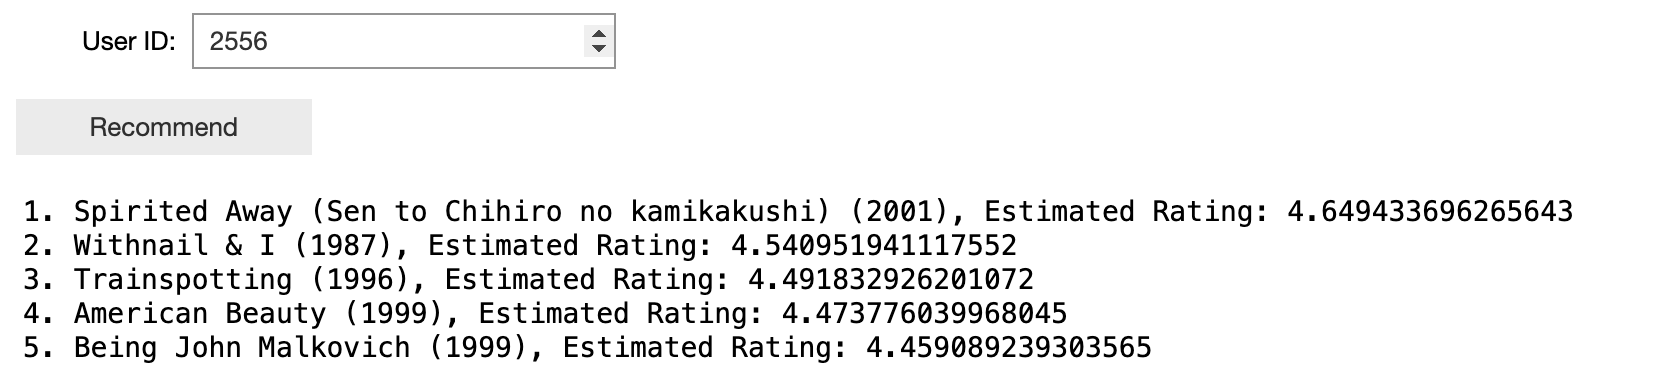 User ID: 2556
Recommend
1. Spirited Away (Sen to Chihiro no kamikakushi) (2001), Estimated Rating: 4.649433696265643
2. Withnail & I (1987), Estimated Rating: 4.540951941117552
3. Trainspotting (1996), Estimated Rating: 4.491832926201072
4. American Beauty (1999), Estimated Rating: 4.473776039968045
5. Being John Malkovich (1999), Estimated Rating: 4.459089239303565